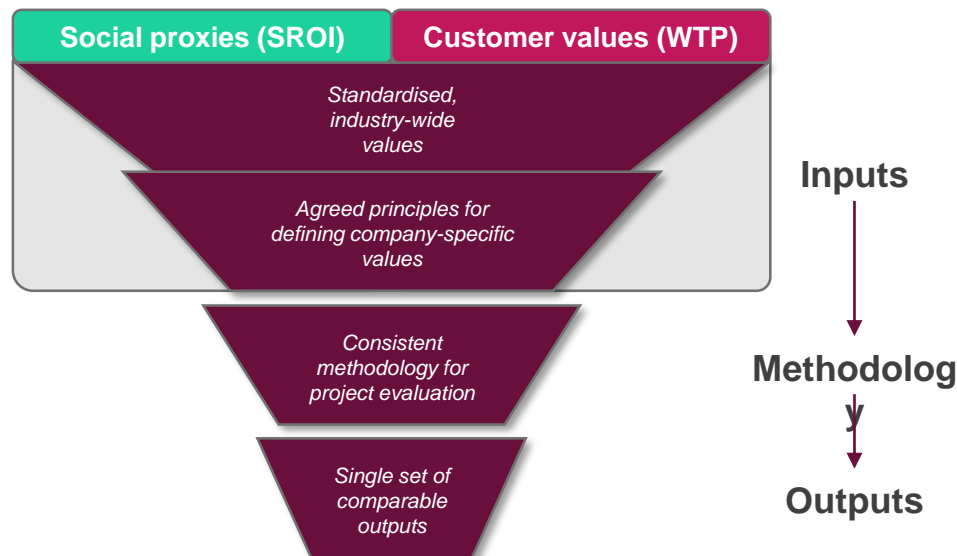 Social proxies (SROI)
Customer values (WTP)
Standardised,
industry-wide
values
Inputs
Agreed principles for
defining company-specific
values
Consistent
methodology for
project evaluation
Methodolog
y
Single set of
comparable
outputs
Outputs